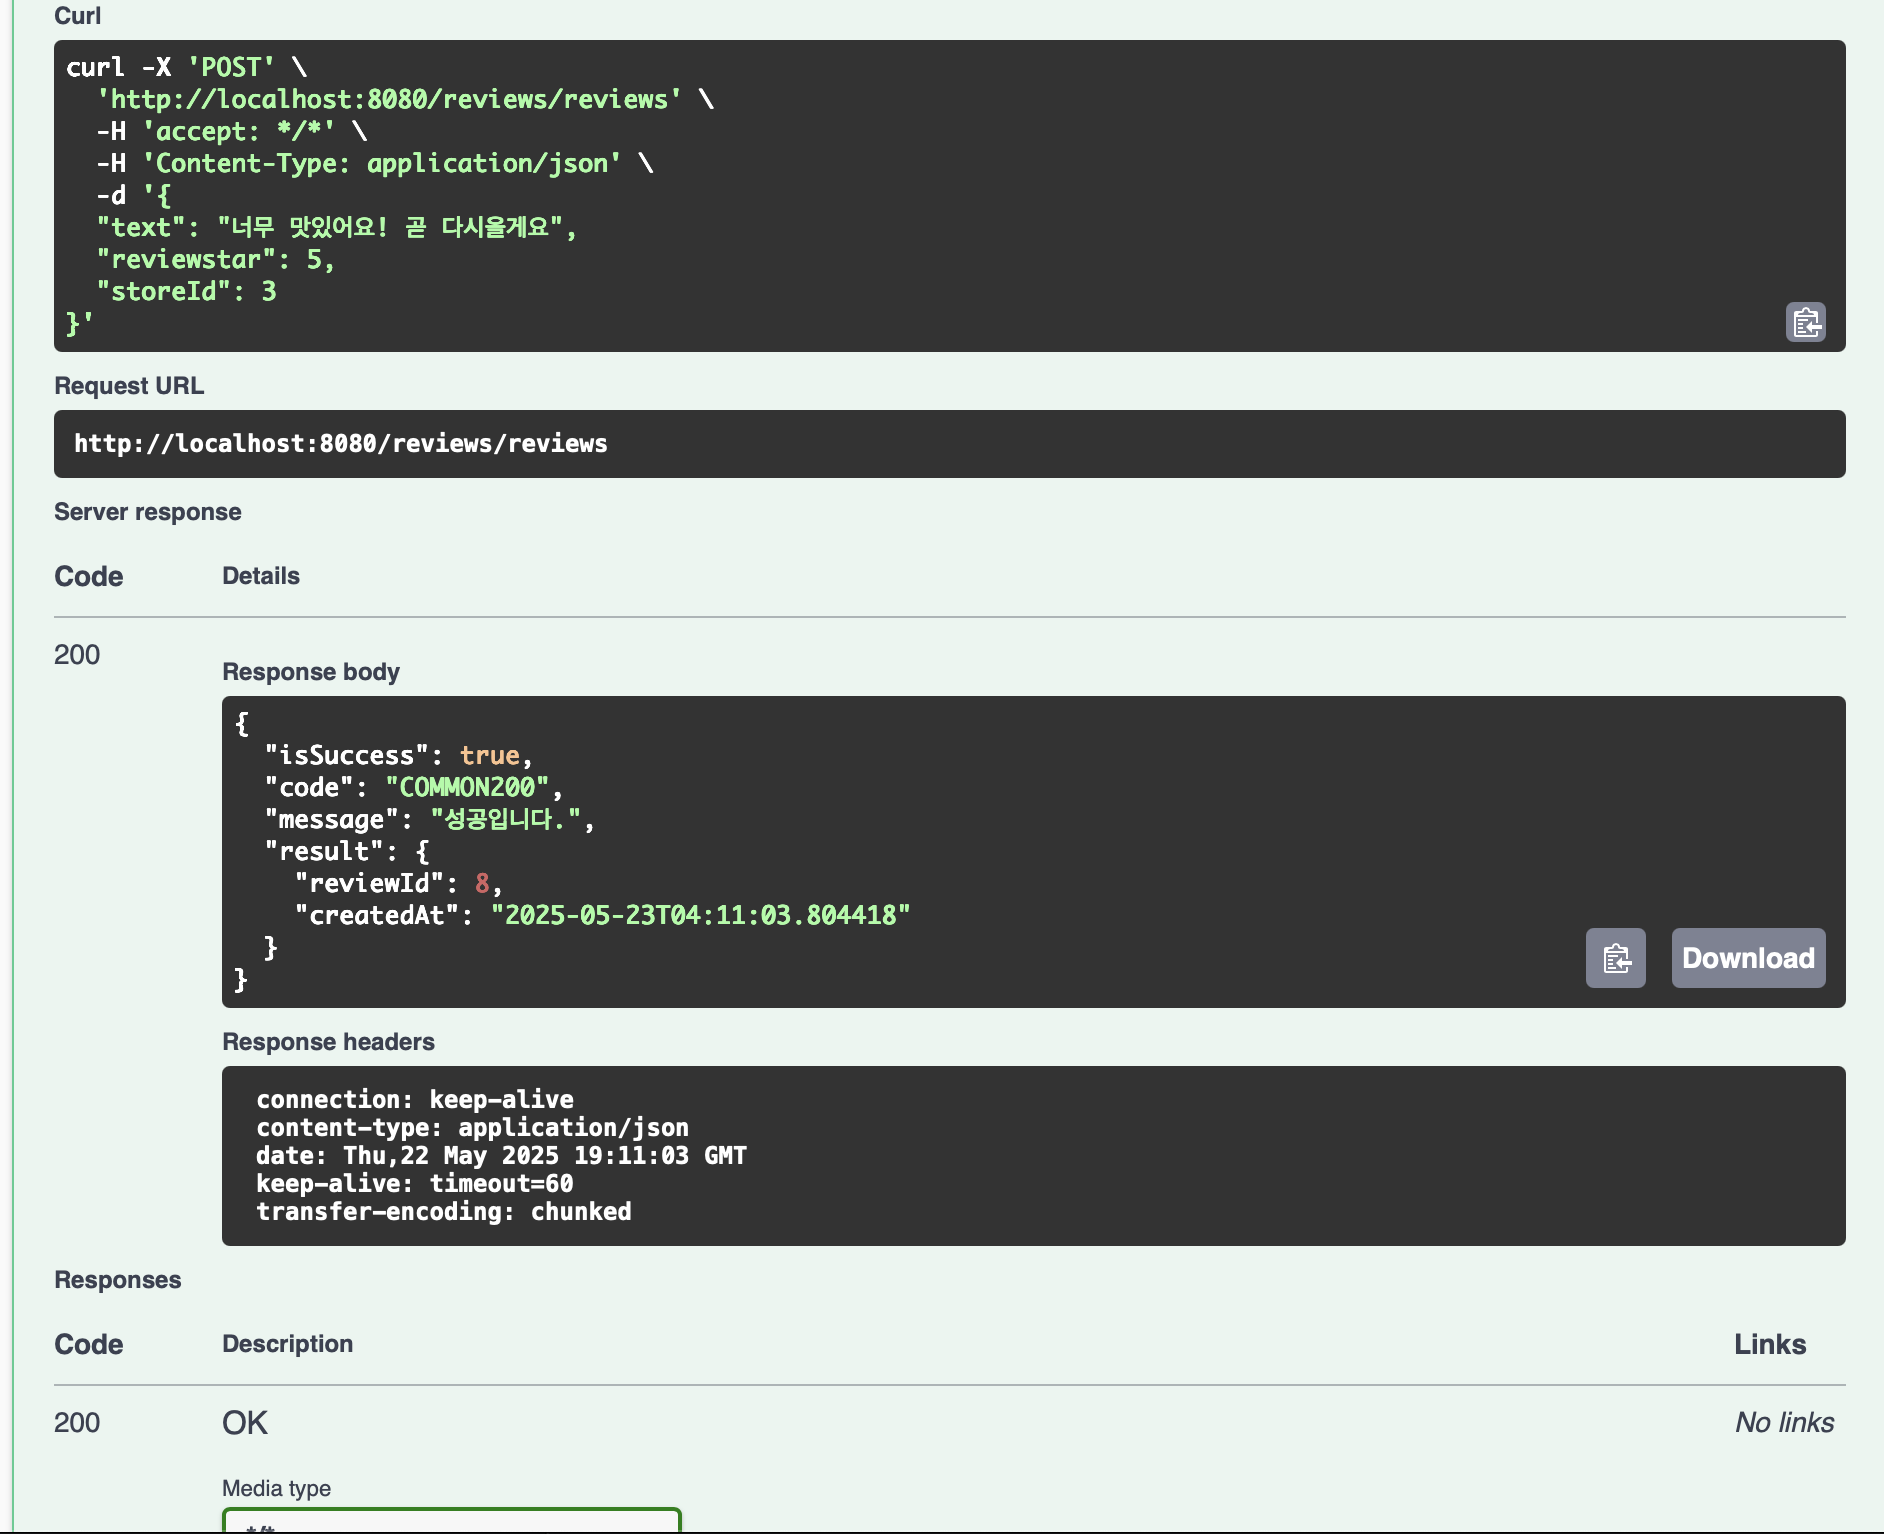 Curl
curl -X 'POST' \
  'http://localhost:8080/reviews/reviews' \
  -H 'accept: */*' \
  -H 'Content-Type: application/json' \
  -d '{
  "text": "너무 맛있어요! 곧 다시올게요",
  "reviewstar": 5,
  "storeId": 3
}'
Request URL
http://localhost:8080/reviews/reviews
Server response
Code Details
200
Response body
{
  "isSuccess": true,
  "code": "COMMON200",
  "message": "성공입니다.",
  "result": {
    "reviewId": 8,
    "createdAt": "2025-05-23T04:11:03.804418"
  }
}
Download
Response headers
connection: keep-alive
content-type: application/json
date: Thu,22 May 2025 19:11:03 GMT
keep-alive: timeout=60
transfer-encoding: chunked
Responses
Code Description Links
200 OK No links
Media type